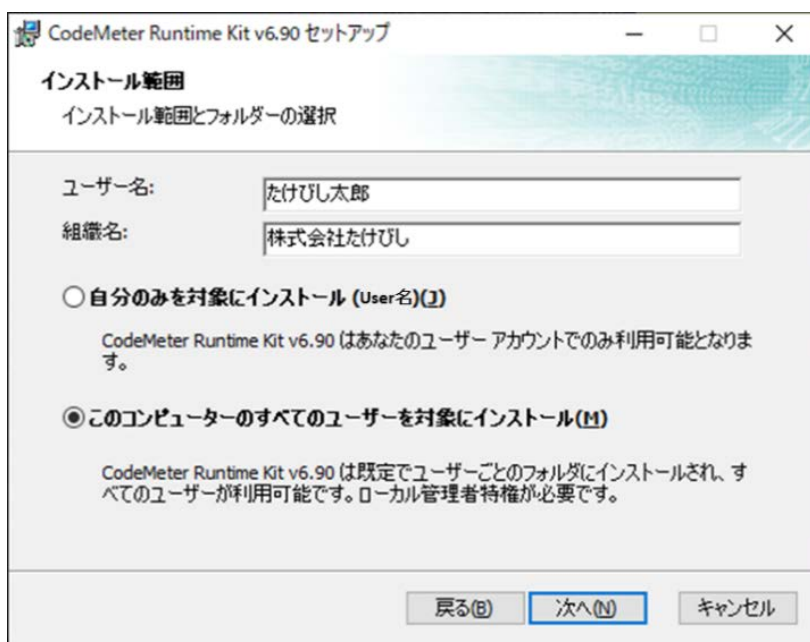 CodeMeter Runtime Kit v6.90 セットアップ
インストール範囲
インストール範囲とフォルダーの選択
ユーザー名:
たけびし太郎
組織名:
株式会社たけびし
自分のみを対象にインストール (User名)(J)
CodeMeter Runtime Kit v6.90 はあなたのユーザー アカウントでのみ利用可能となりま
す。
このコンピューターのすべてのユーザーを対象にインストール(M)
CodeMeter Runtime Kit v6.90 は既定でユーザーごとのフォルダにインストールされ、す
べてのユーザーが利用可能です。ローカル管理者特権が必要です。
戻る(B) 次へ(N) キャンセル